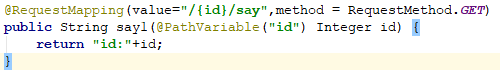 @RequestMapping(value="/{id}/say",method = RequestMethod.GET)
public String say1(@PathVariable("id") Integer id) {
return "id:"+id;
}